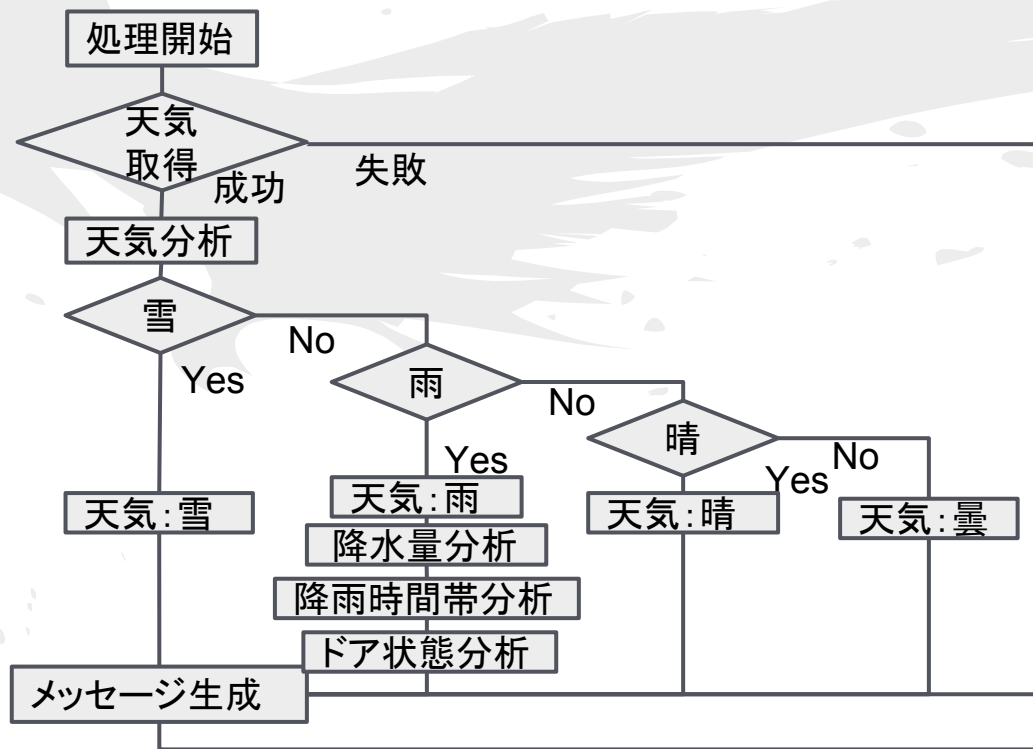 処理開始
天気
取得
成功
失敗
天気分析
雪
No
Yes
雨
No
Yes
晴
No
Yes
天気:雪
天気:雨
天気:晴
天気:曇
降水量分析
降雨時間帯分析
ドア状態分析
メッセージ生成